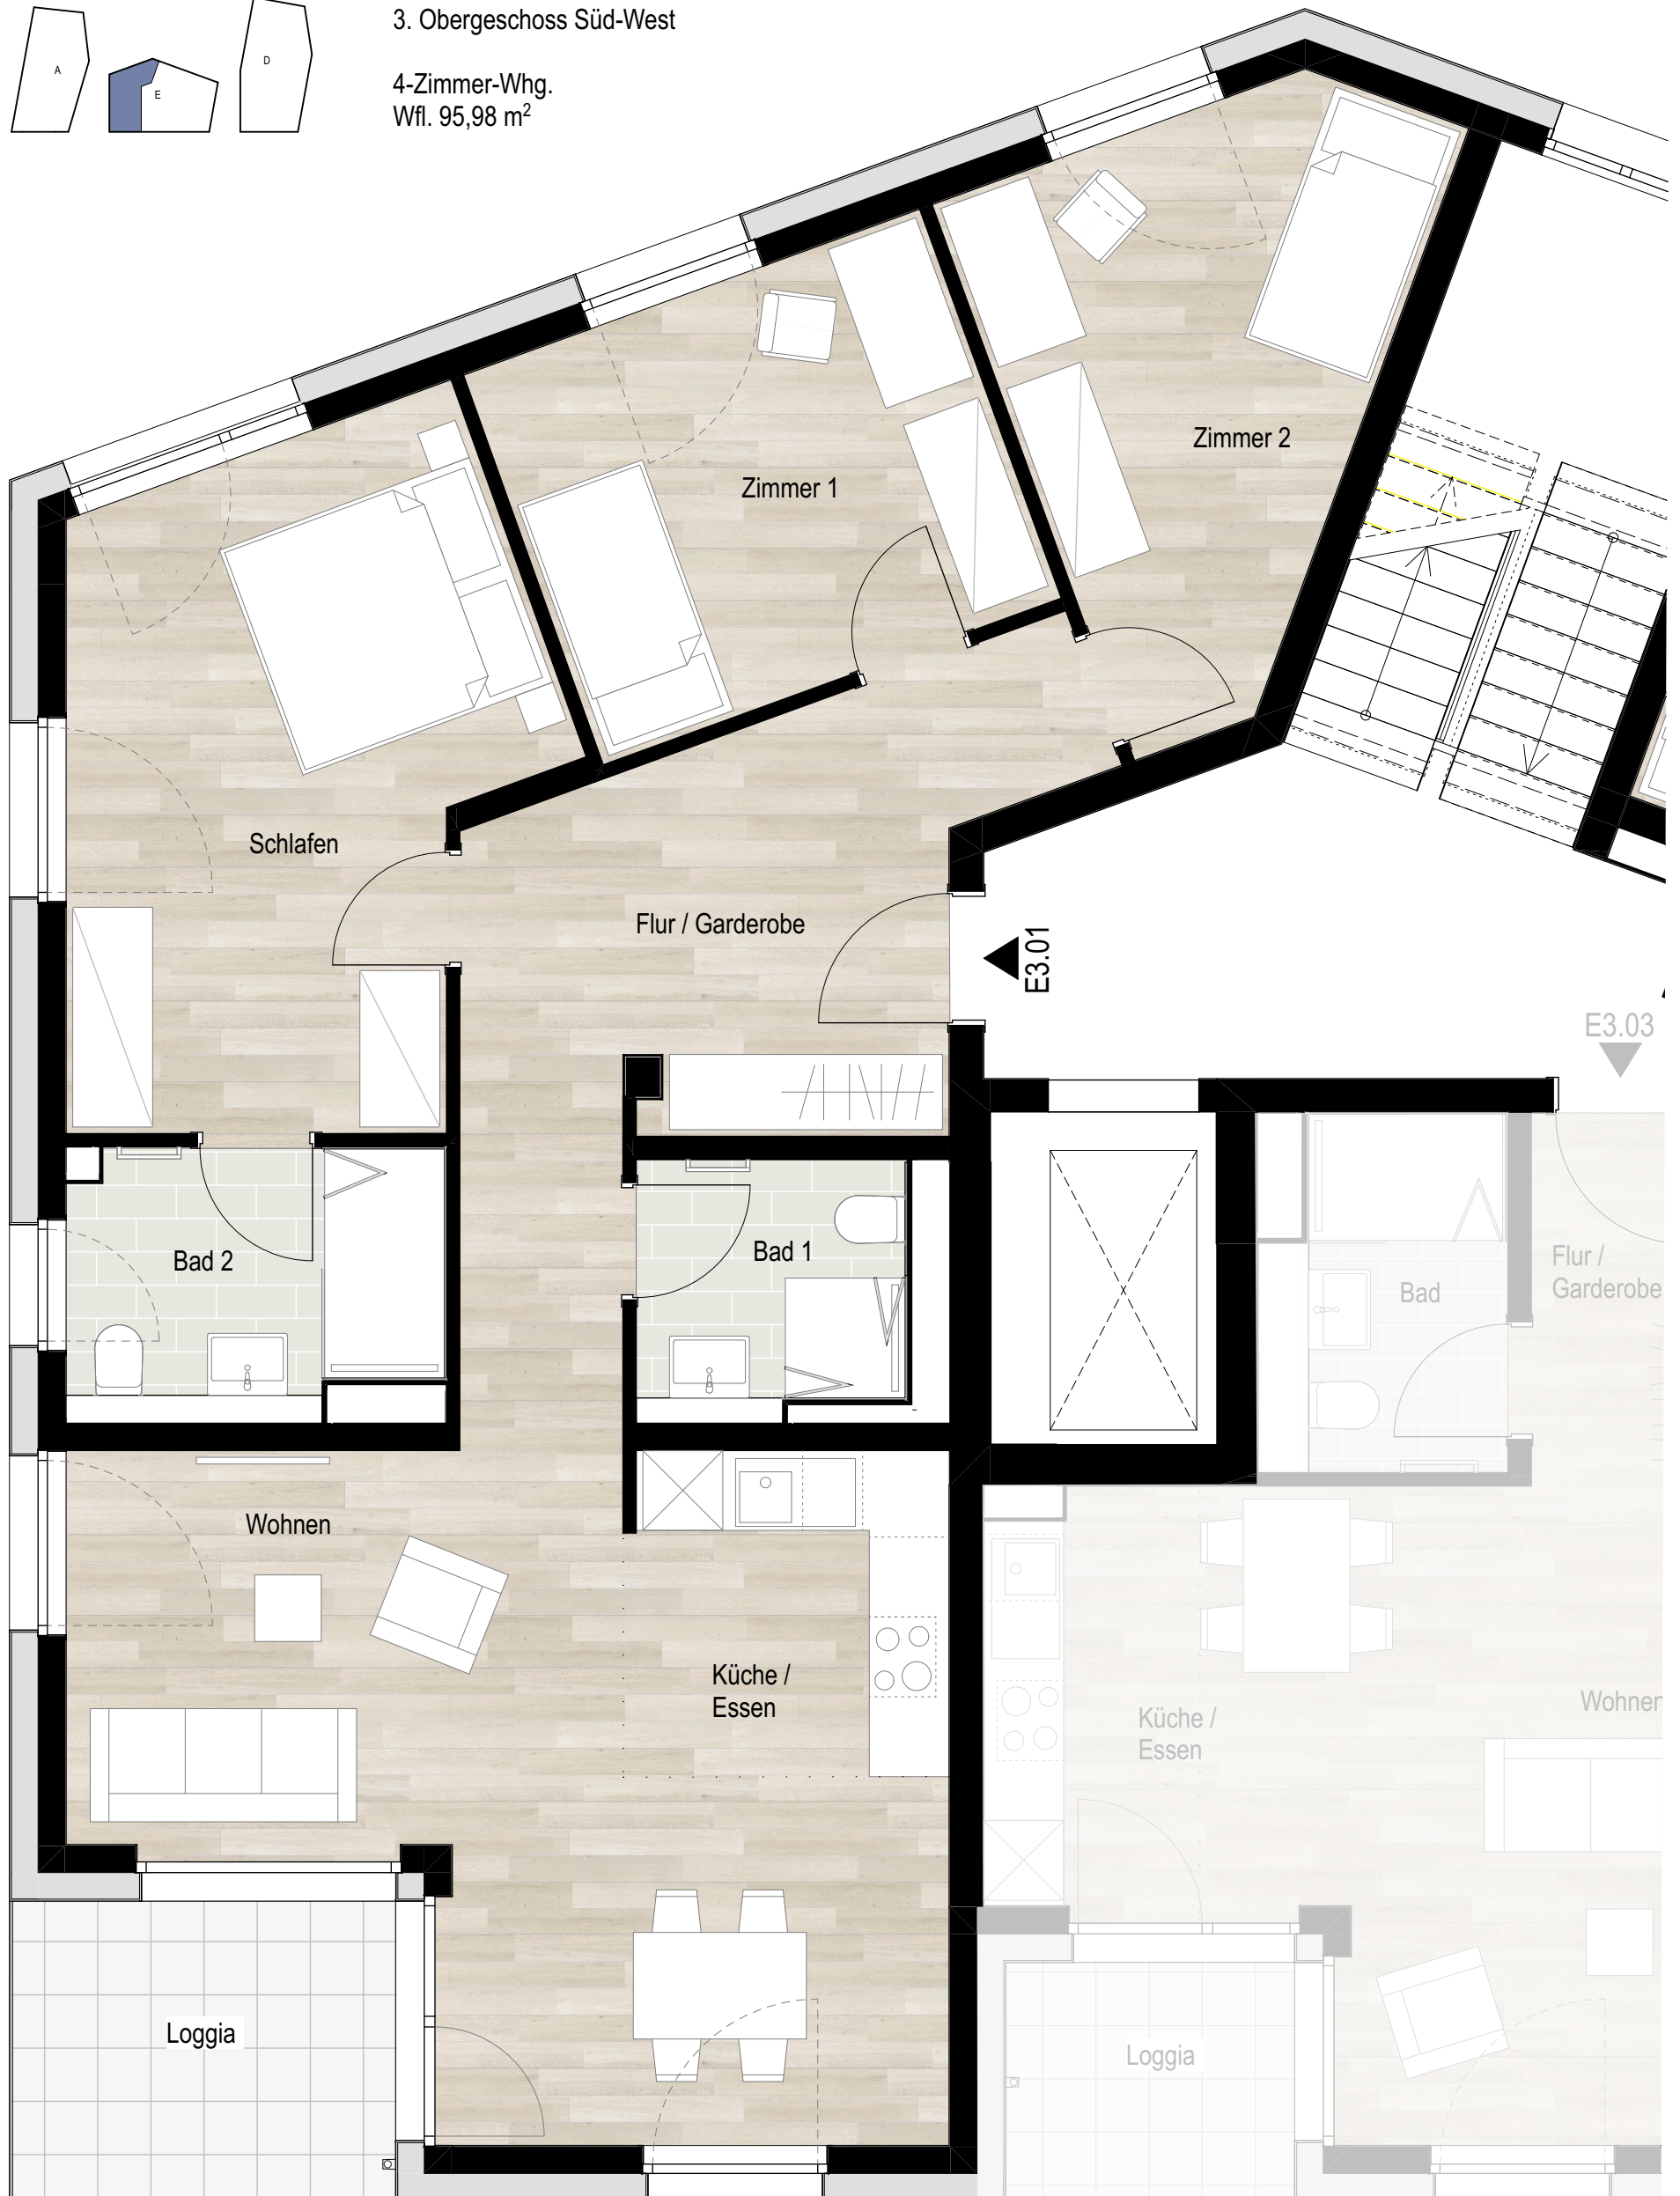 A
E
D
3. Obergeschoss Süd-West
4-Zimmer-Whg.
Wfl. 95,98 m²
Zimmer 2
Zimmer 1
Schlafen
Flur / Garderobe
E3.01
E3.03
Bad 2
Bad 1
Bad
Flur /
Garderobe
Wohnen
Küche /
Essen
Küche /
Essen
Wohnen
Loggia
Loggia